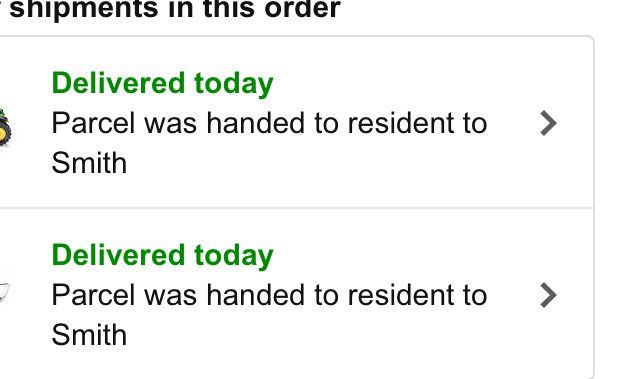 shipments in this order
Delivered today
Parcel was handed to resident to
Smith
Delivered today
Parcel was handed to resident to
Smith